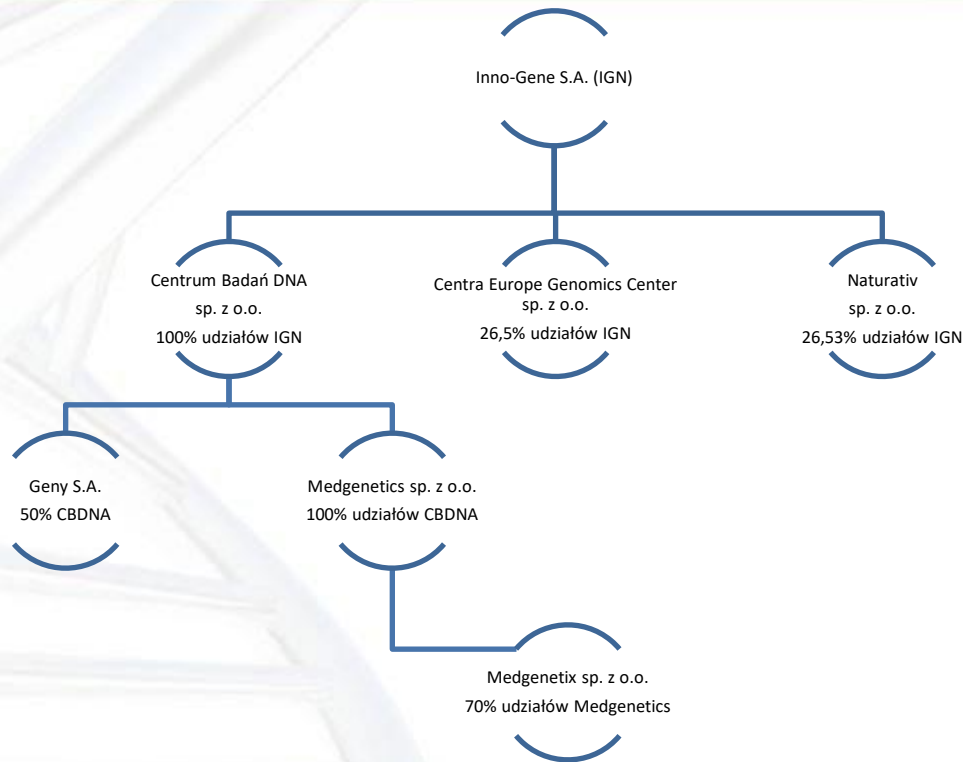 Inno-Gene S.A. (IGN)
Centrum Badań DNA
sp. z o.o.
100% udziałów IGN
Centra Europe Genomics Center
sp. z o.o.
26,5% udziałów IGN
Naturativ
sp. z o.o.
26,53% udziałów IGN
Geny S.A.
50% CBDNA
Medgenetics sp. z o.o.
100% udziałów CBDNA
Medgenetix sp. z o.o.
70% udziałów Medgenetics